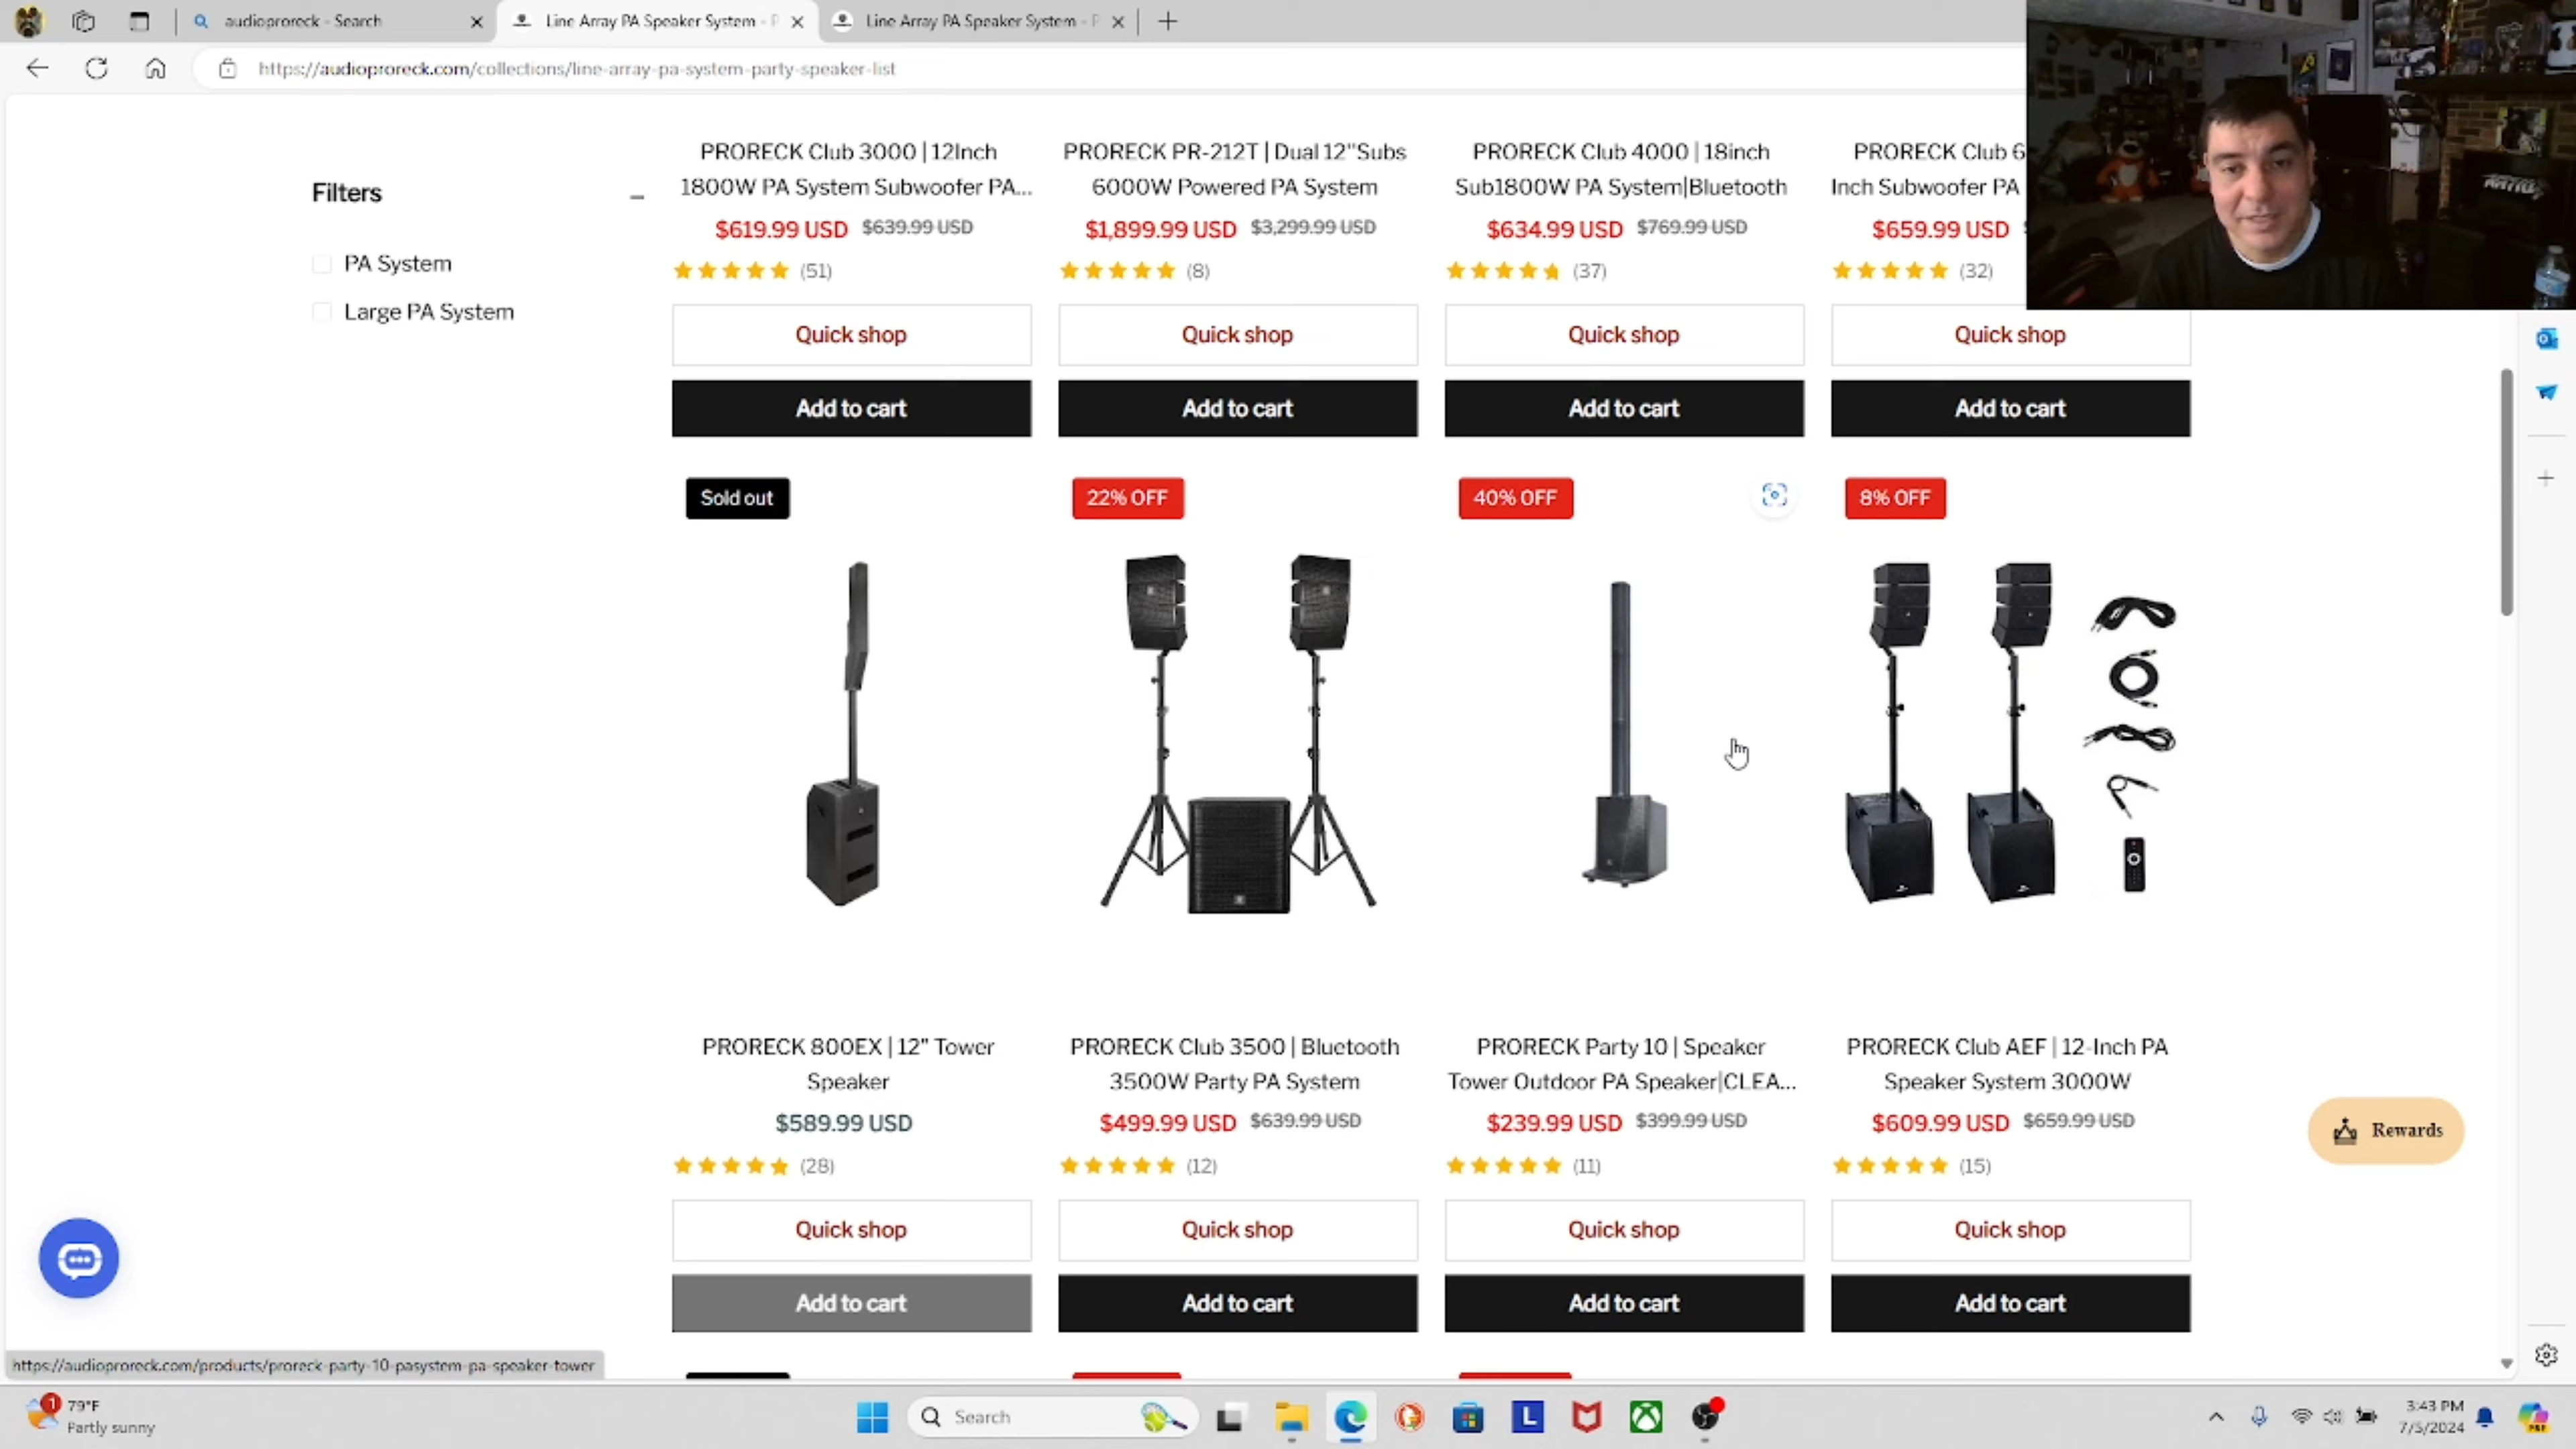 audioproreck - Search
Line Array PA Speaker System - P
Line Array PA Speaker System - P
https://audioproreck.com/collections/line-array-pa-system-party-speaker-list
Filters
PA System
Large PA System
PRORECK Club 3000 | 12Inch
1800W PA System Subwoofer PA...
$619.99 USD $639.99 USD
(51)
Quick shop
Add to cart
PRORECK PR-212T | Dual 12"Subs
6000W Powered PA System
$1,899.99 USD $3,299.99 USD
(8)
Quick shop
Add to cart
PRORECK Club 4000 | 18inch
Sub1800W PA System|Bluetooth
$634.99 USD $769.99 USD
(37)
Quick shop
Add to cart
PRORECK Club 6
Inch Subwoofer PA
$659.99 USD
(32)
Quick shop
Add to cart
Sold out
PRORECK 800EX | 12" Tower
Speaker
$589.99 USD
(28)
Quick shop
Add to cart
22% OFF
PRORECK Club 3500 | Bluetooth
3500W Party PA System
$499.99 USD $639.99 USD
(12)
Quick shop
Add to cart
40% OFF
PRORECK Party 10 | Speaker
Tower Outdoor PA Speaker|CLEA...
$239.99 USD $399.99 USD
(11)
Quick shop
Add to cart
8% OFF
PRORECK Club AEF | 12-Inch PA
Speaker System 3000W
$609.99 USD $659.99 USD
(15)
Quick shop
Add to cart
Rewards
https://audioproreck.com/products/proreck-party-10-pasystem-pa-speaker-tower
1
79°F
Partly sunny
Search
L
3:43 PM
7/5/2024